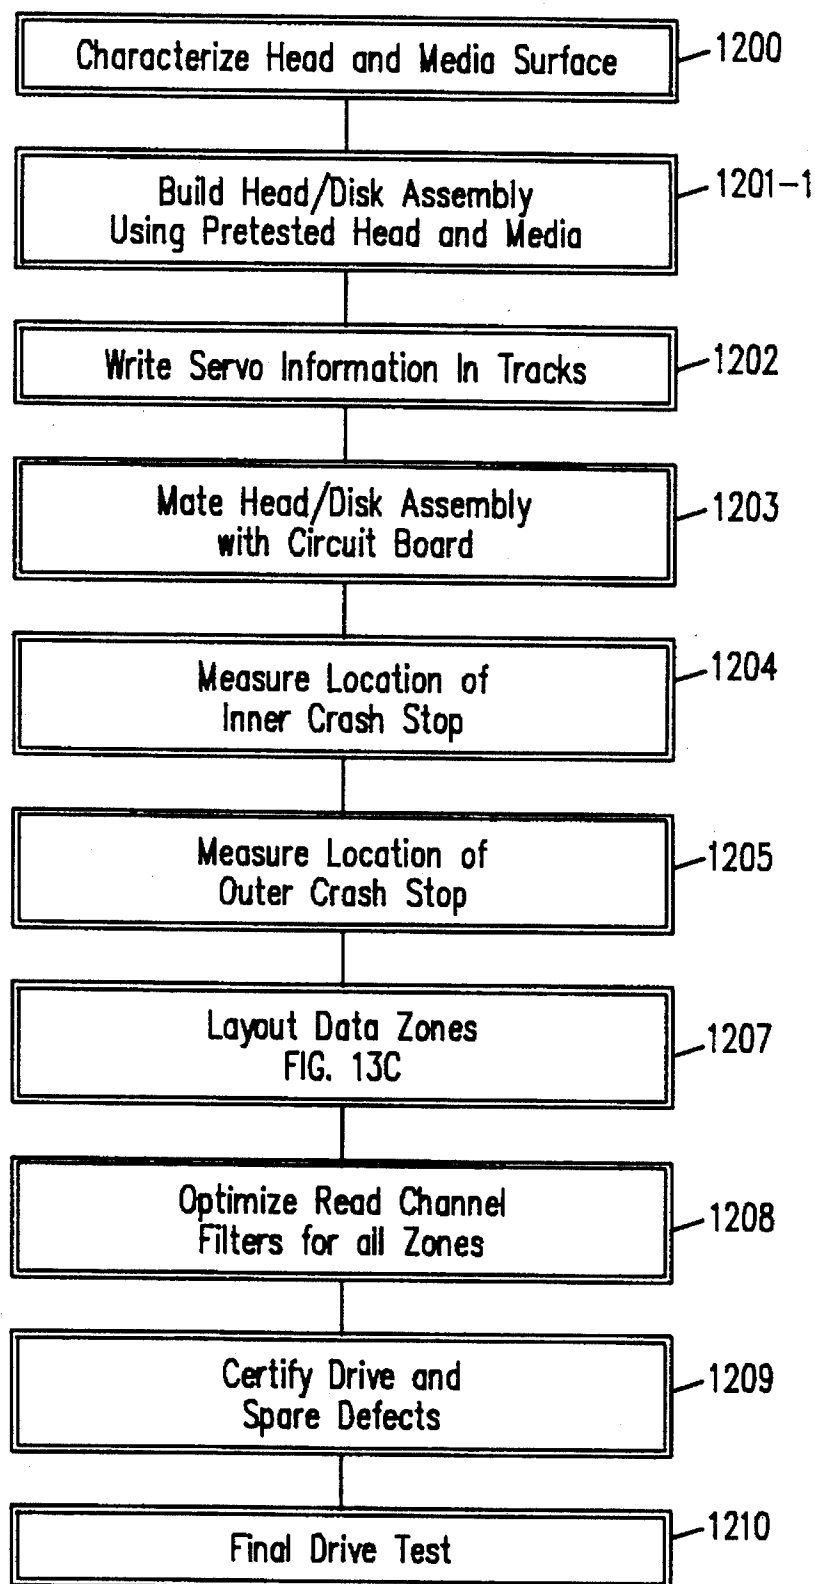 Characterize Head and Media Surface
1200
Build Head/Disk Assembly
Using Pretested Head and Media
1201-1
Write Servo Information In Tracks
1202
Mate Head/Disk Assembly
with Circuit Board
1203
Measure Location of
Inner Crash Stop
1204
Measure Location of
Outer Crash Stop
1205
Layout Data Zones
FIG. 13C
1207
Optimize Read Channel
Filters for all Zones
1208
Certify Drive and
Spare Defects
1209
Final Drive Test
1210